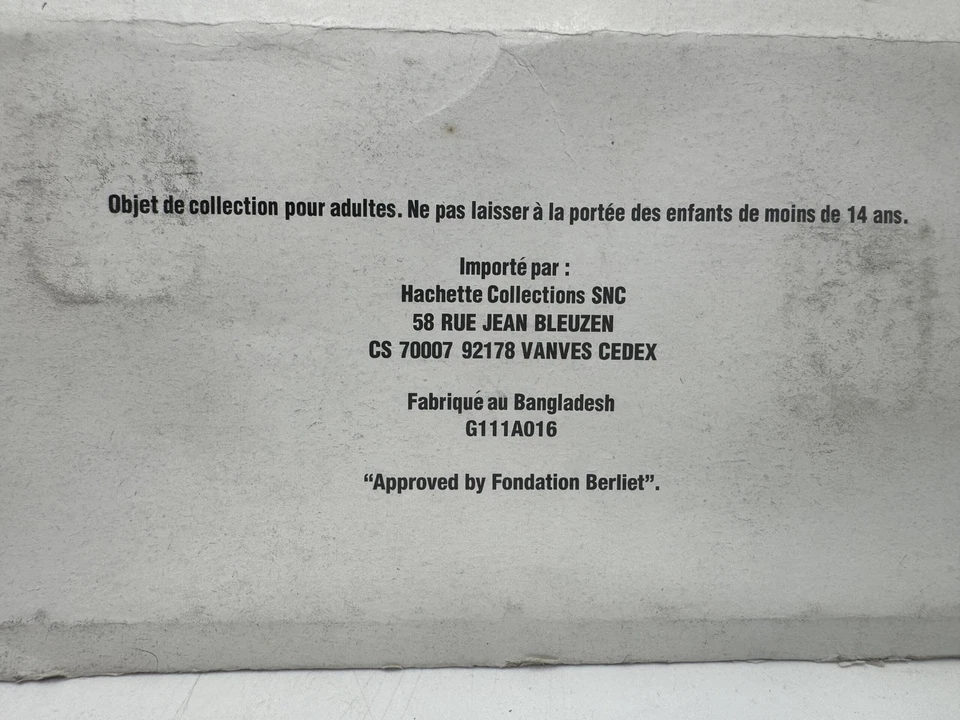 Objet de collection pour adultes. Ne pas laisser à la portée des enfants de moins de 14 ans.
Importé par :
Hachette Collections SNC
58 RUE JEAN BLEUZEN
CS 70007 92178 VANVES CEDEX
Fabriqué au Bangladesh
G111A016
“Approved by Fondation Berliet”.